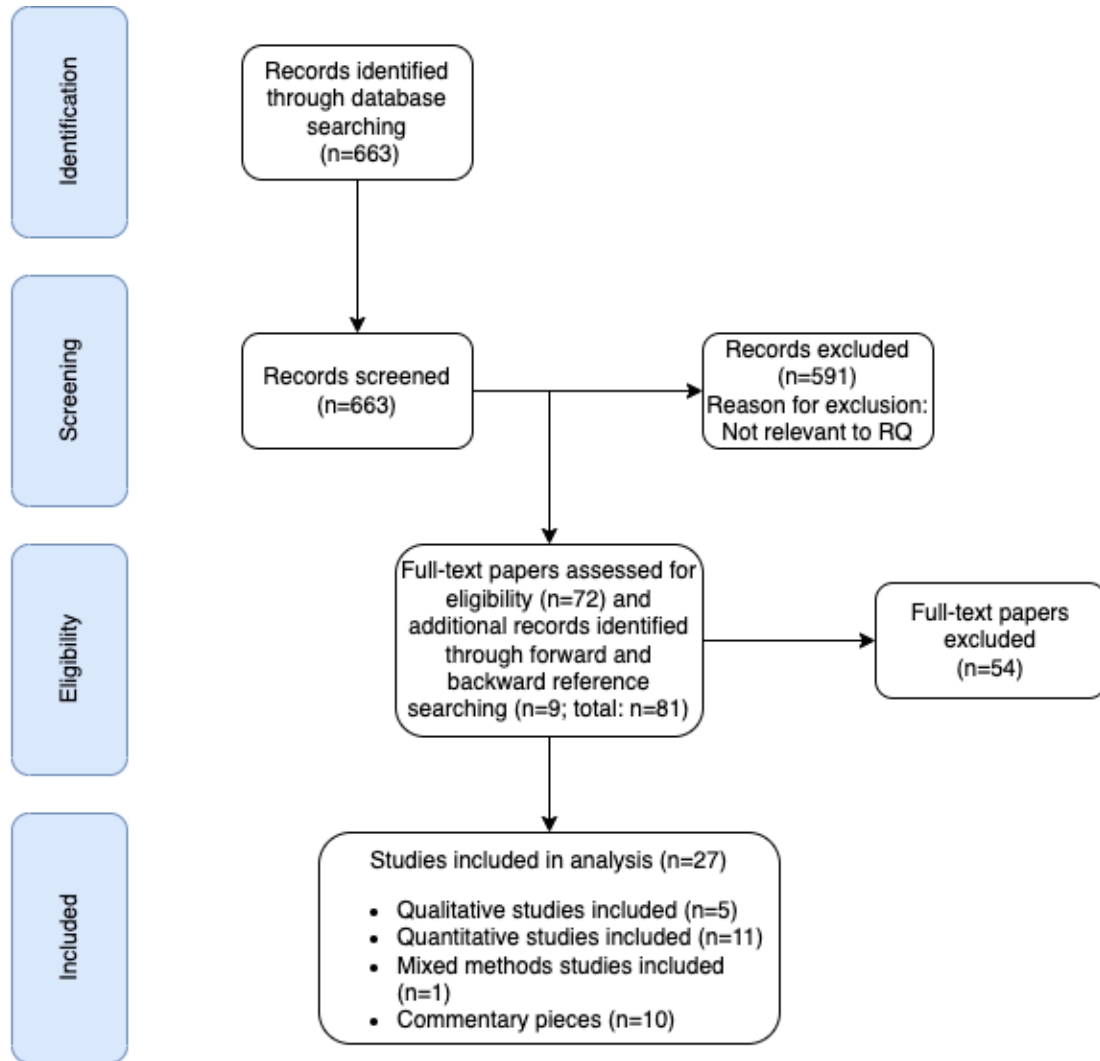 Identification
Records identified
through database
searching
(n=663)
Screening
Records screened
(n=663)
Records excluded
(n=591)
Reason for exclusion:
Not relevant to RQ
Eligibility
Full-text papers assessed for
eligibility (n=72) and
additional records identified
through forward and
backward reference
searching (n=9; total: n=81)
Full-text papers
excluded
(n=54)
Included
Studies included in analysis (n=27)
• Qualitative studies included (n=5)
• Quantitative studies included (n=11)
• Mixed methods studies included
(n=1)
• Commentary pieces (n=10)